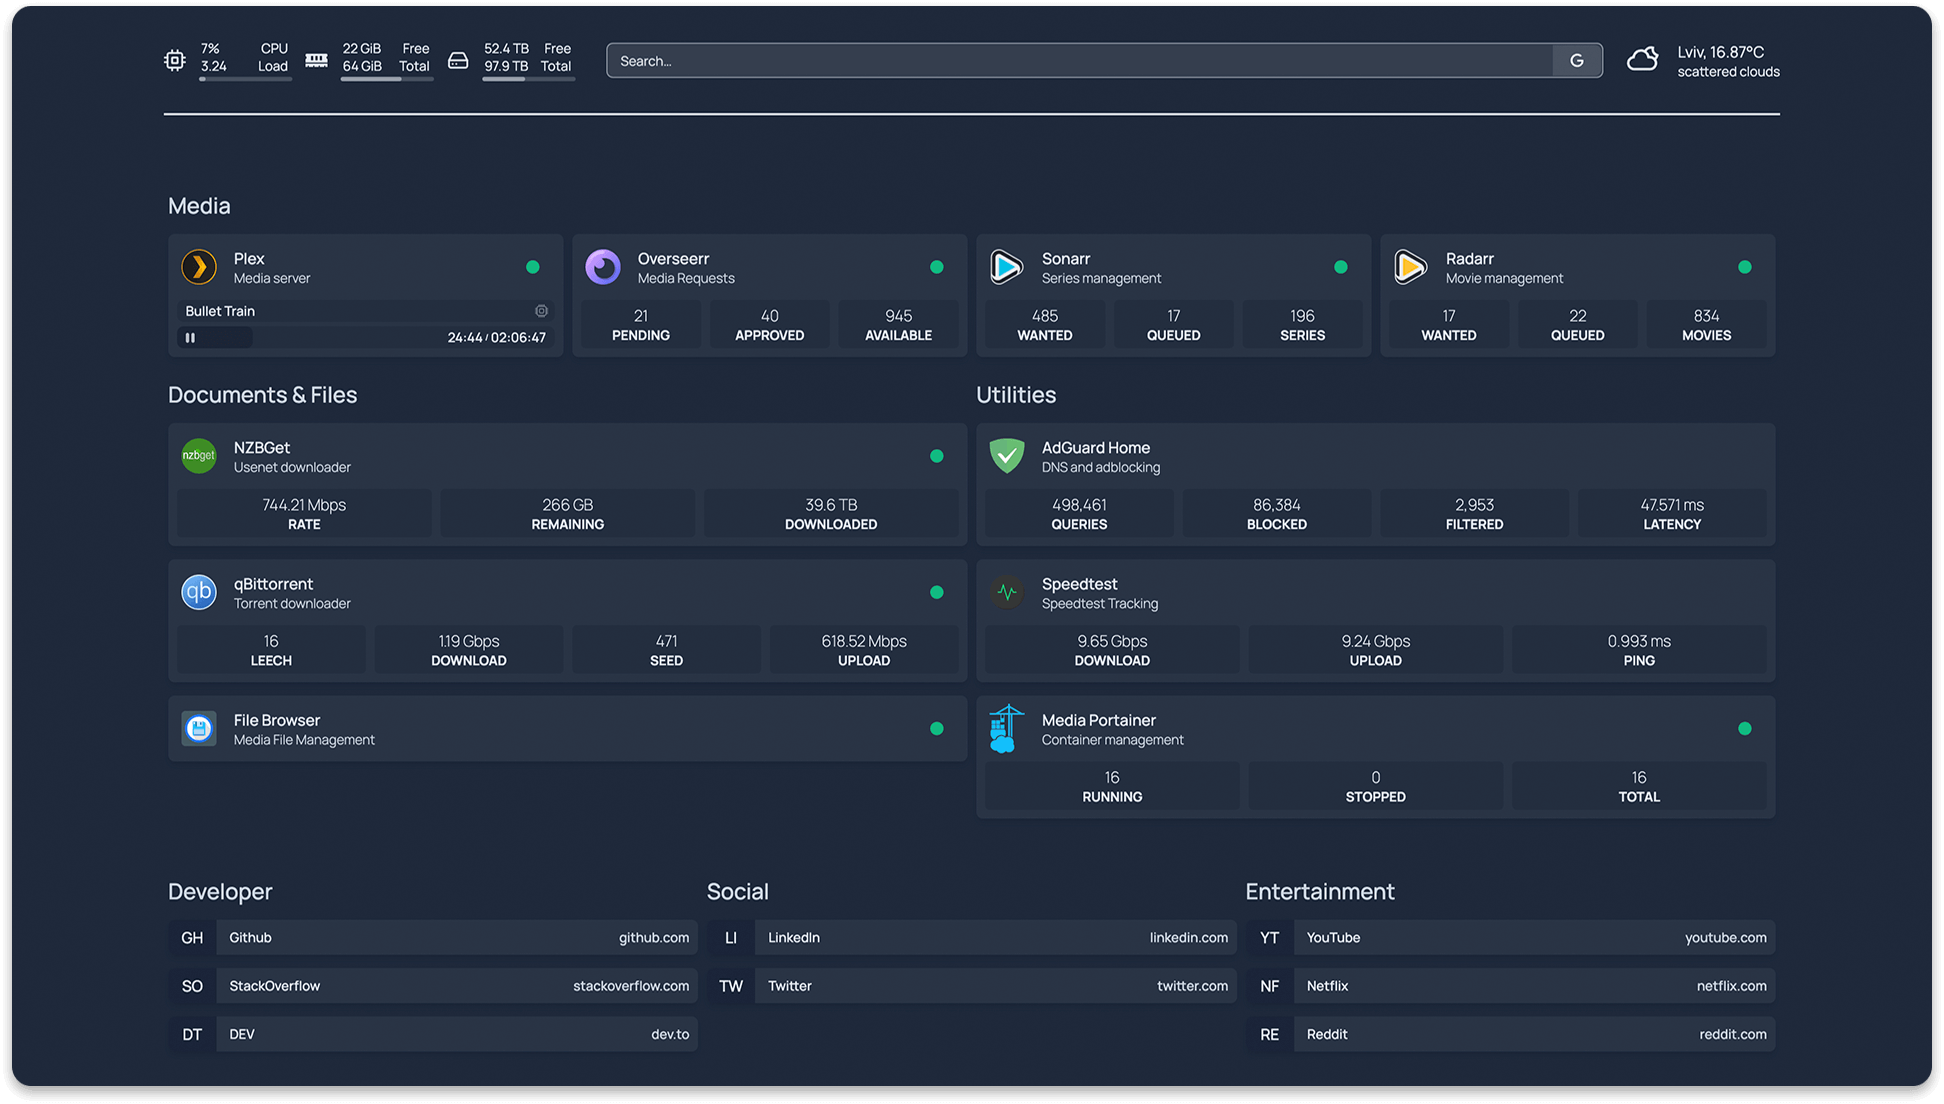 7% CPU
3.24 Load
22 GiB Free
64 GiB Total
52.4 TB Free
97.9 TB Total
Search...
G
Lviv, 16.87°C
scattered clouds
Media
Plex
Media server
Bullet Train
24:44 / 02:06:47
Overseerr
Media Requests
21 40 945
PENDING APPROVED AVAILABLE
Sonarr
Series management
485 17 196
WANTED QUEUED SERIES
Radarr
Movie management
17 22 834
WANTED QUEUED MOVIES
Documents & Files
nzbget
NZBGet
Usenet downloader
744.21 Mbps 266 GB 39.6 TB
RATE REMAINING DOWNLOADED
qb
qBittorrent
Torrent downloader
16 1.19 Gbps 471 618.52 Mbps
LEECH DOWNLOAD SEED UPLOAD
File Browser
Media File Management
Utilities
AdGuard Home
DNS and adblocking
498,461 86,384 2,953 47.571 ms
QUERIES BLOCKED FILTERED LATENCY
Speedtest
Speedtest Tracking
9.65 Gbps 9.24 Gbps 0.993 ms
DOWNLOAD UPLOAD PING
Media Portainer
Container management
16 0 16
RUNNING STOPPED TOTAL
Developer
GH Github github.com
SO StackOverflow stackoverflow.com
DT DEV dev.to
Social
LI LinkedIn linkedin.com
TW Twitter twitter.com
Entertainment
YT YouTube youtube.com
NF Netflix netflix.com
RE Reddit reddit.com